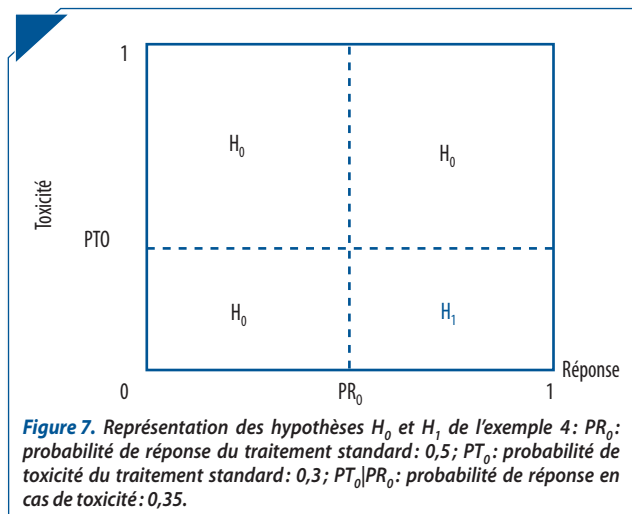 1
H₀
H₀
Toxicité
PTO
H₀
H₁
Réponse
0
PR₀
1
Figure 7. Représentation des hypothèses H₀ et H₁ de l'exemple 4 : PR₀ :
probabilité de réponse du traitement standard : 0,5 ; PT₀ : probabilité de
toxicité du traitement standard : 0,3 ; PT₀|PR₀ : probabilité de réponse en
cas de toxicité : 0,35.